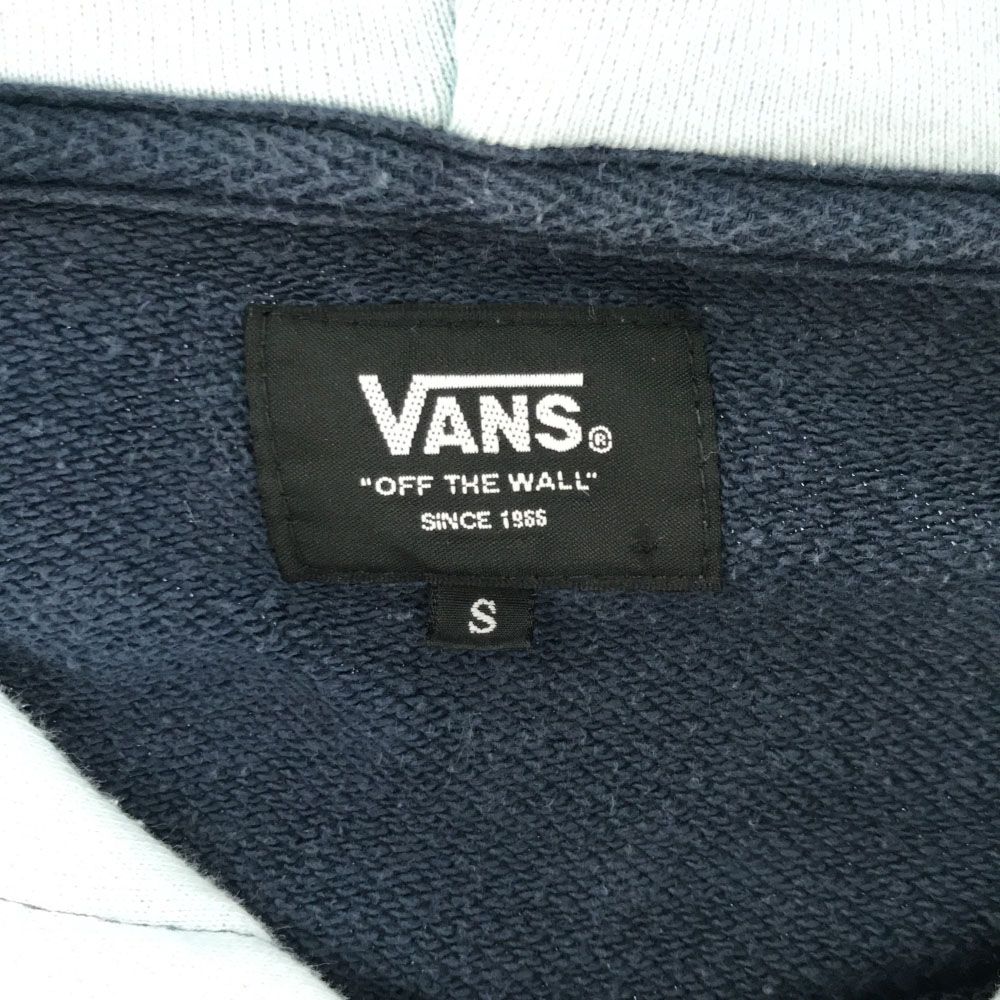 VANS®
"OFF THE WALL"
SINCE 1966
S